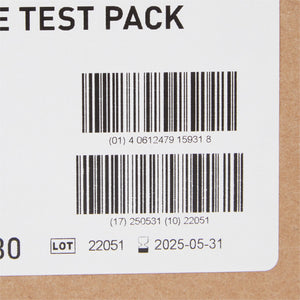 E TEST PACK
(01) 4 0612479 15931 8
(17) 250531 (10) 22051
30 LOT 22051 2025-05-31